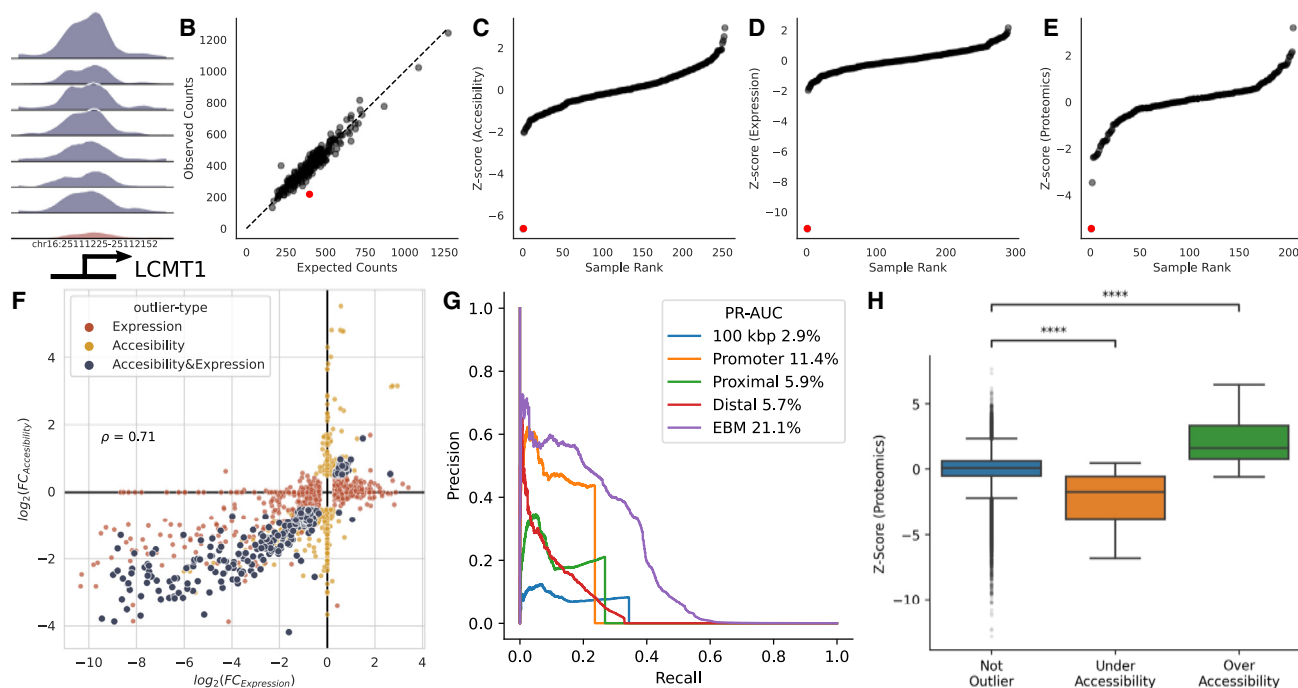 chr16:25111225-25112152
LCMT1
B
Observed Counts
1200
1000
800
600
400
200
0
0
250
500
750
1000
1250
Expected Counts
C
Z-score (Accesibility)
2
0
−2
−4
−6
0
50
100
150
200
250
Sample Rank
D
Z-score (Expression)
2
0
−2
−4
−6
−8
−10
0
100
200
300
Sample Rank
E
Z-score (Proteomics)
2
0
−2
−4
0
50
100
150
200
Sample Rank
F
outlier-type
Expression
Accesibility
Accesibility&Expression
ρ = 0.71
log2(FCAccesibility)
4
2
0
−2
−4
−10
−8
−6
−4
−2
0
2
4
log2(FCExpression)
G
PR-AUC
100 kbp 2.9%
Promoter 11.4%
Proximal 5.9%
Distal 5.7%
EBM 21.1%
Precision
1.0
0.8
0.6
0.4
0.2
0.0
0.0
0.2
0.4
0.6
0.8
1.0
Recall
H
****
****
Z-Score (Proteomics)
5
0
−5
−10
Not
Outlier
Under
Accessibility
Over
Accessibility